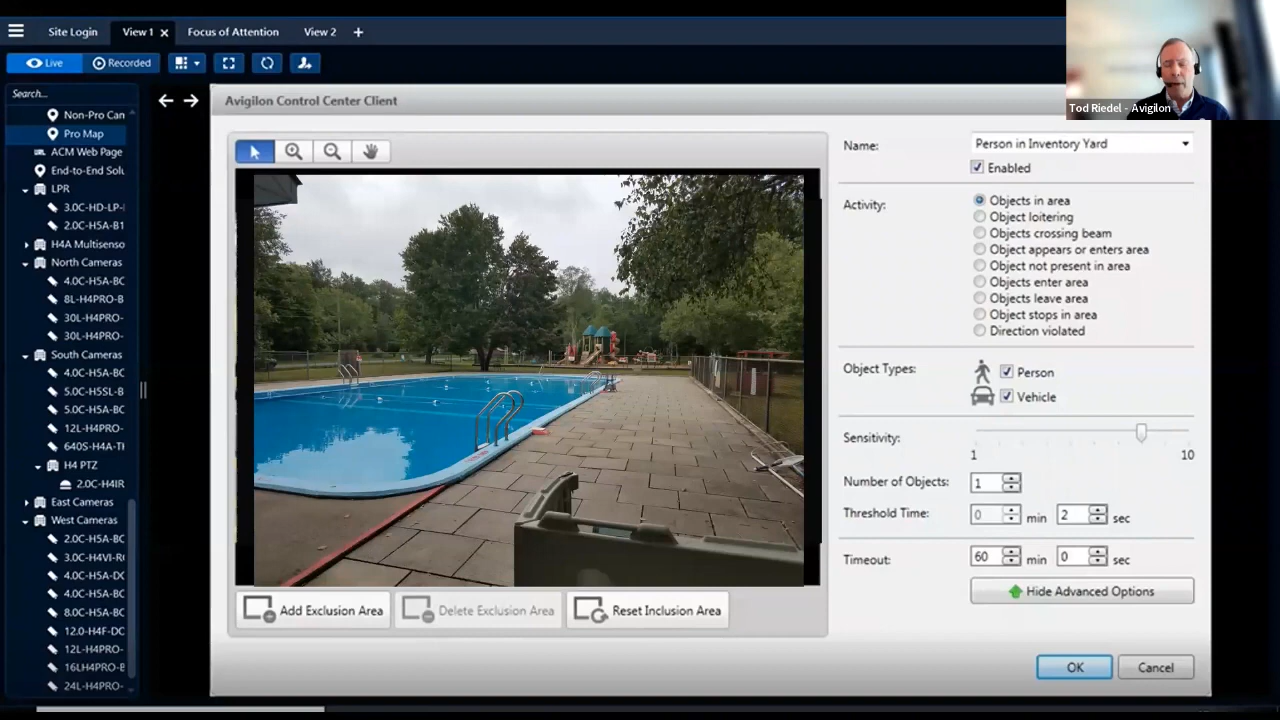 Site Login
View 1
Focus of Attention
View 2
Live
Recorded
Search...
Non-Pro Can
Pro Map
ACM Web Page
End-to-End Solu
LPR
3.0C-HD-LP-
2.0C-H5A-B1
H4A Multisenso
North Cameras
4.0C-H5A-BC
8L-H4PRO-B
30L-H4PRO-
30L-H4PRO-
South Cameras
4.0C-H5A-BC
5.0C-H5SL-B
5.0C-H5A-BC
12L-H4PRO-
640S-H4A-TH
H4 PTZ
2.0C-H4IR
East Cameras
West Cameras
2.0C-H5A-BC
3.0C-H4VI-R
4.0C-H5A-DC
4.0C-H5A-BC
8.0C-H5A-BC
12.0-H4F-DC
12L-H4PRO-
16LH4PRO-B
24L-H4PRO-
Avigilon Control Center Client
Add Exclusion Area
Delete Exclusion Area
Reset Inclusion Area
Name:
Person in Inventory Yard
Enabled
Activity:
Objects in area
Object loitering
Objects crossing beam
Object appears or enters area
Object not present in area
Objects enter area
Objects leave area
Object stops in area
Direction violated
Object Types:
Person
Vehicle
Sensitivity:
1 10
Number of Objects: 1
Threshold Time: 0 min 2 sec
Timeout: 60 min 0 sec
Hide Advanced Options
OK
Cancel
Tod Riedel - Avigilon